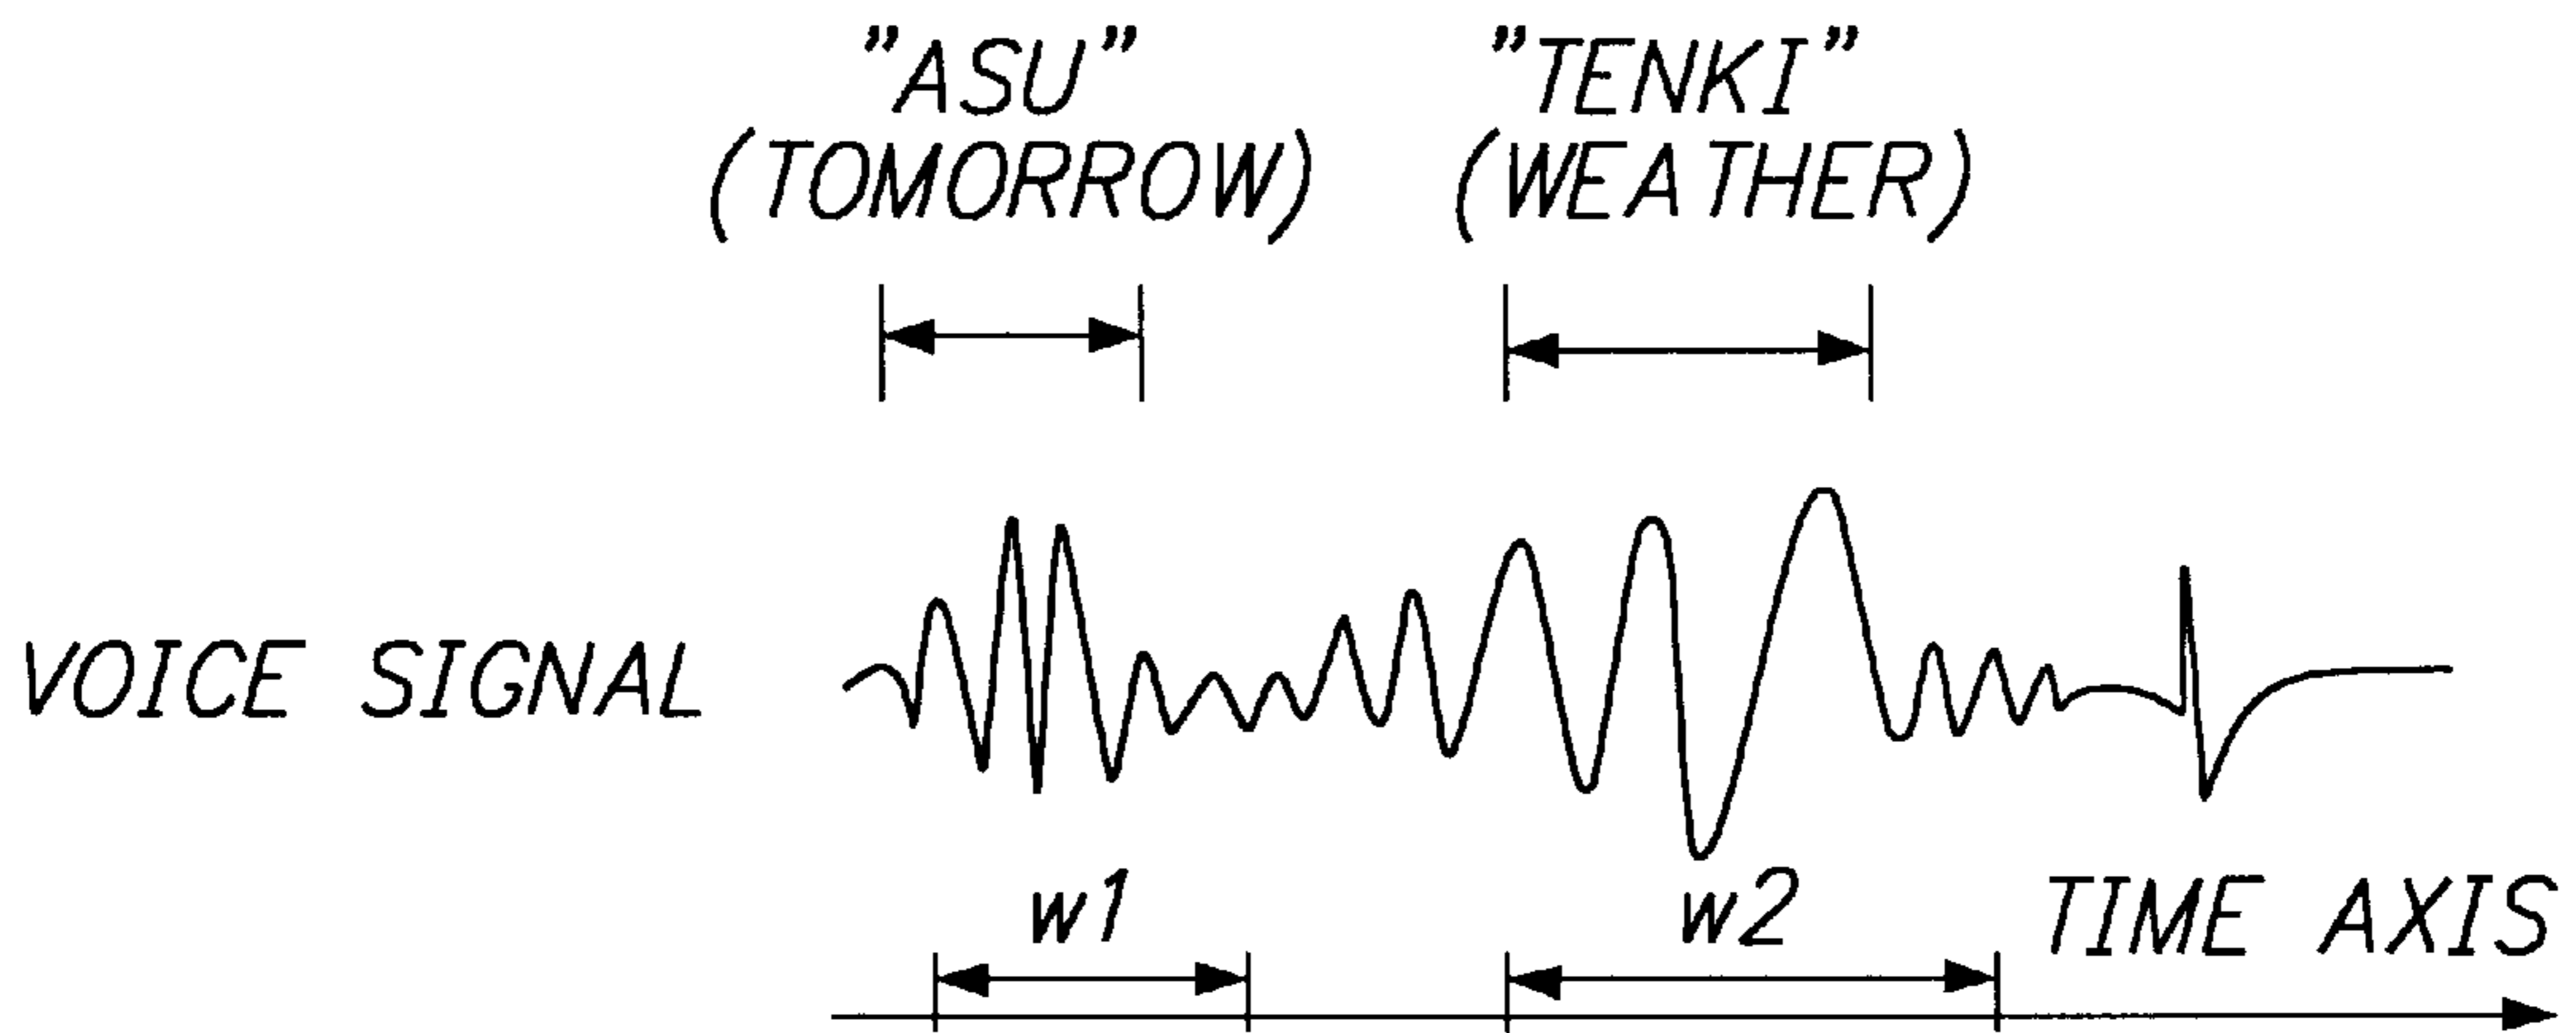 "ASU" "TENKI"
(TOMORROW) (WEATHER)
VOICE SIGNAL
w1 w2 TIME AXIS